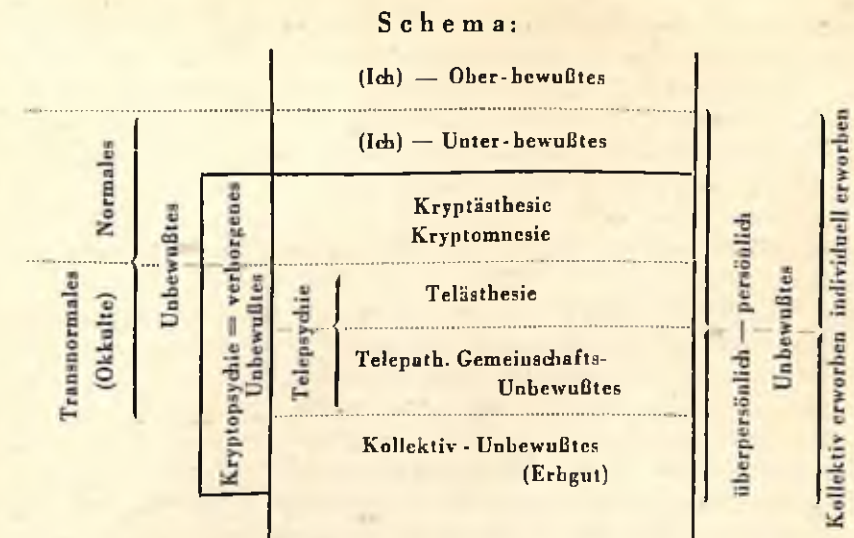 Schema:
(Ich) — Ober-bewußtes
(Ich) — Unter-bewußtes
Kryptästhesie
Kryptomnesie
Telästhesie
Telepath. Gemeinschafts-
Unbewußtes
Kollektiv-Unbewußtes
(Erbgut)
Transnormales Normales
(Okkulte)
Unbewußtes
Kryptopsychie = verborgenes
Unbewußtes
Telepsychie
überpersönlich — persönlich
Unbewußtes
Kollektiv erworben individuell erworben